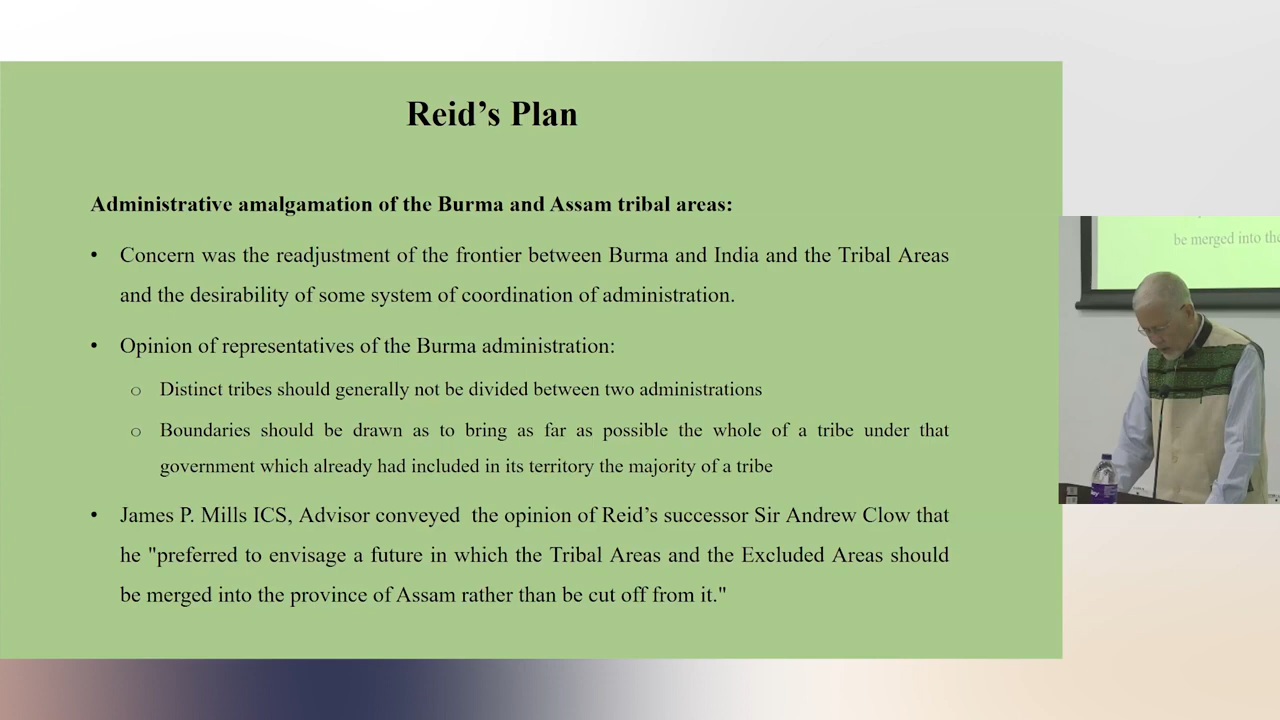 Reid’s Plan
Administrative amalgamation of the Burma and Assam tribal areas:
• Concern was the readjustment of the frontier between Burma and India and the Tribal Areas
and the desirability of some system of coordination of administration.
• Opinion of representatives of the Burma administration:
o Distinct tribes should generally not be divided between two administrations
o Boundaries should be drawn as to bring as far as possible the whole of a tribe under that
government which already had included in its territory the majority of a tribe
• James P. Mills ICS, Advisor conveyed the opinion of Reid’s successor Sir Andrew Clow that
he "preferred to envisage a future in which the Tribal Areas and the Excluded Areas should
be merged into the province of Assam rather than be cut off from it."
be merged into the